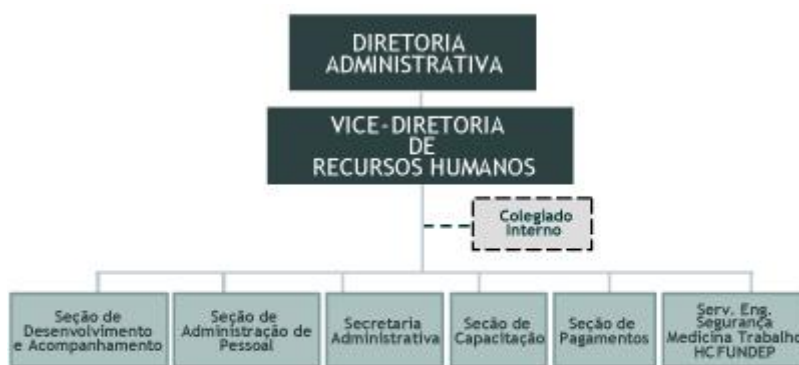 DIRETORIA
ADMINISTRATIVA
VICE-DIRETORIA
DE
RECURSOS HUMANOS
Colegiado
Interno
Seção de
Desenvolvimento
e Acompanhamento
Seção de
Administração de
Pessoal
Secretaria
Administrativa
Secão de
Capacitação
Seção de
Pagamentos
Serv. Eng.
Segurança
Medicina Trabalho
HC FUNDEP